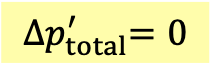 Δp′total = 0